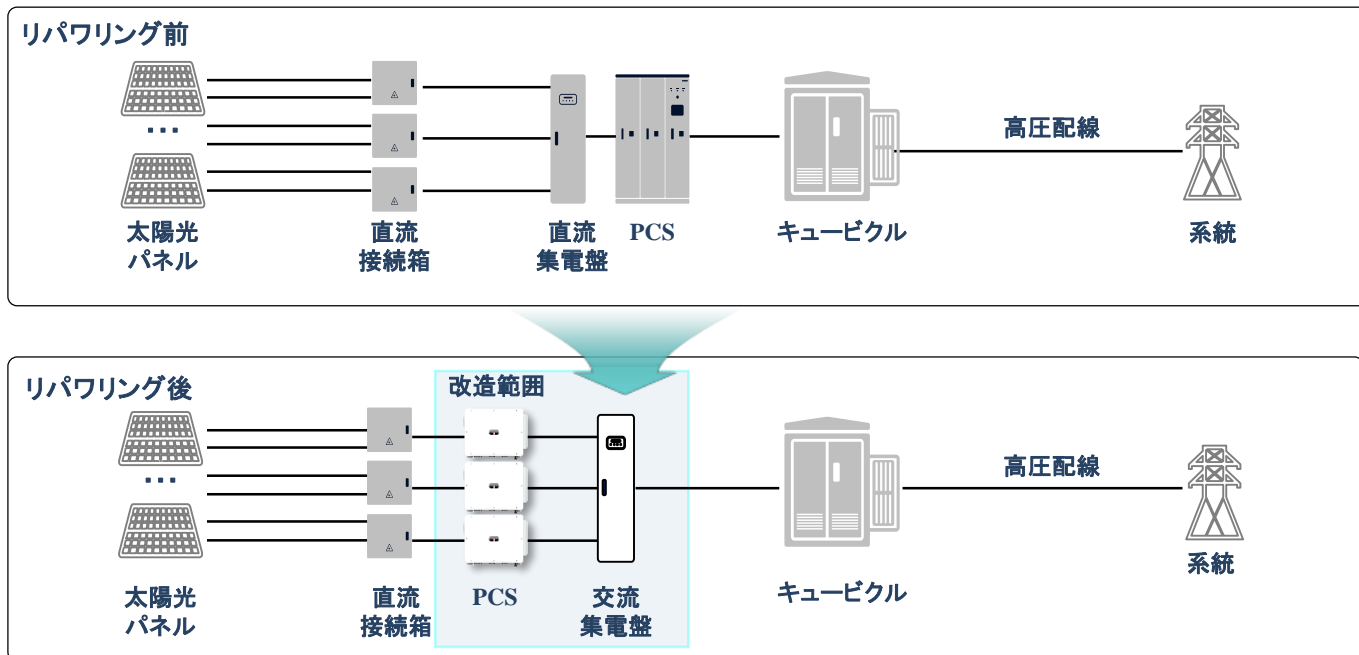 リパワリング前
高圧配線
太陽光
パネル
直流
接続箱
直流
集電盤
PCS
キュービクル
系統
リパワリング後
改造範囲
高圧配線
太陽光
パネル
直流
接続箱
PCS
交流
集電盤
キュービクル
系統